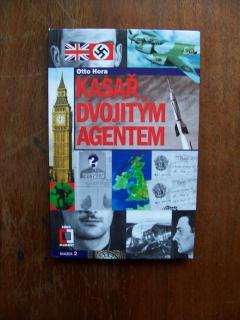 Otto Hora
KASAŘ
DVOJITÝM
AGENTEM
?
SVAZEK 2